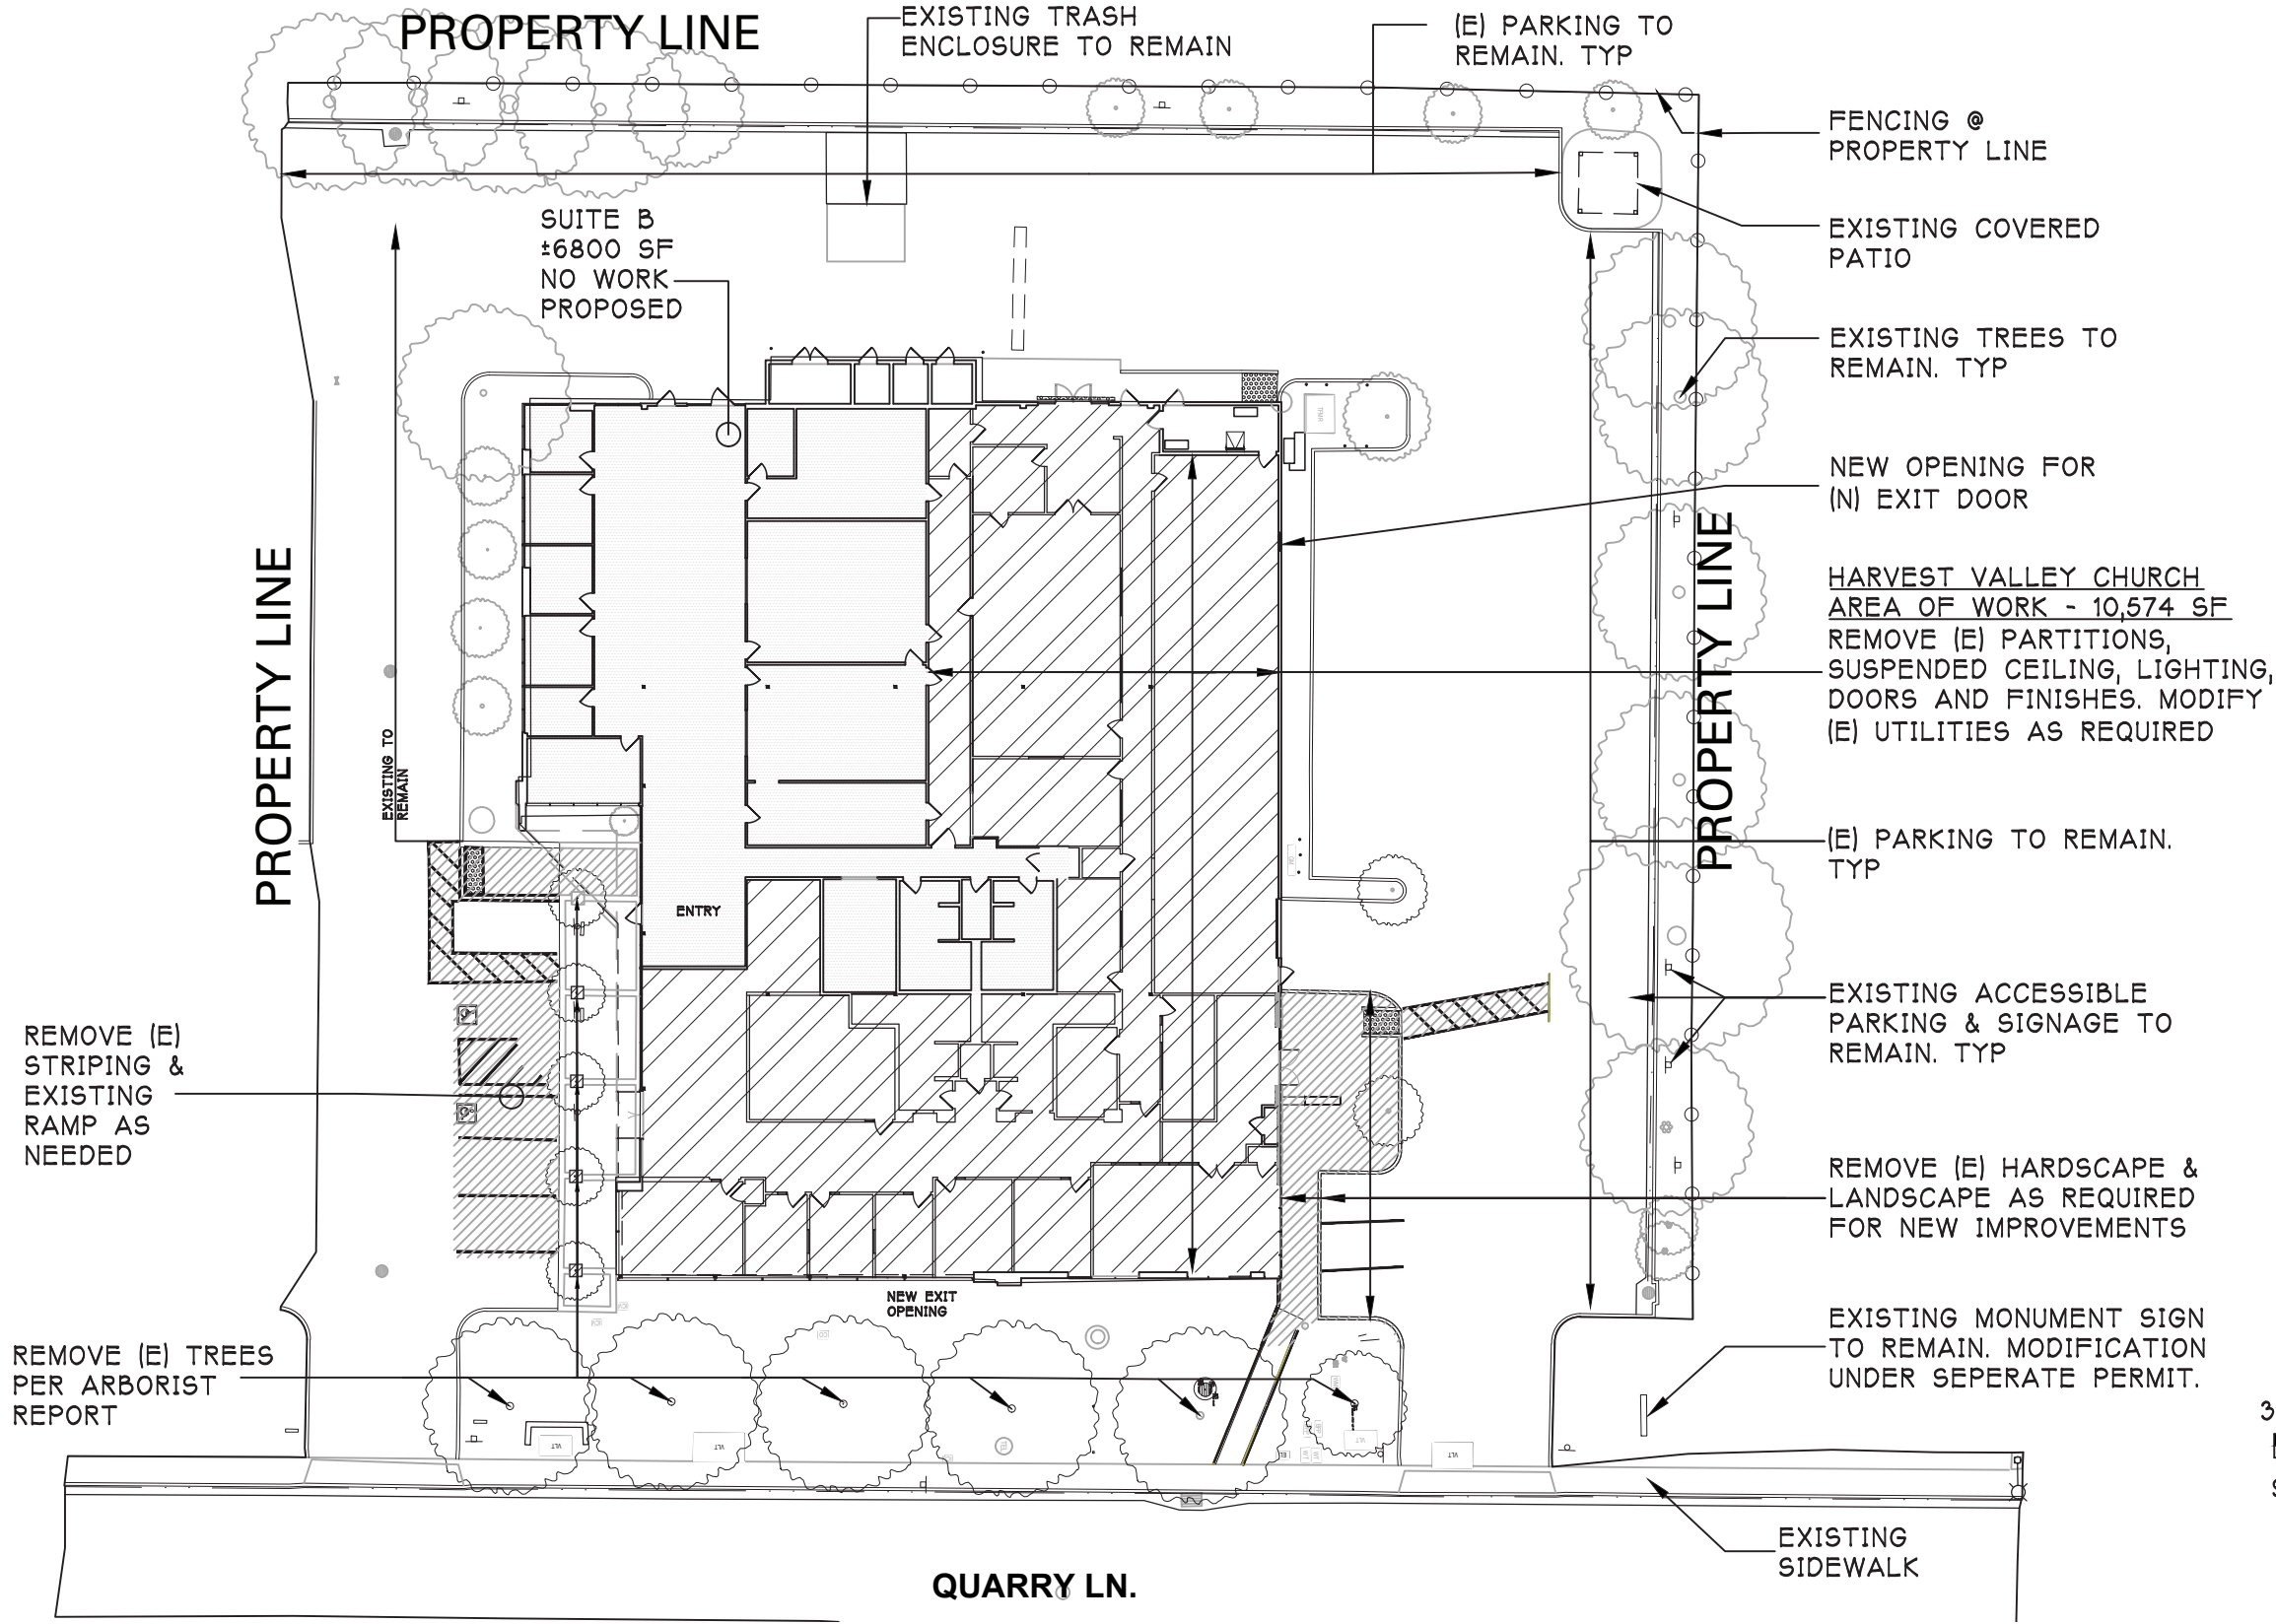 PROPERTY LINE
EXISTING TRASH
ENCLOSURE TO REMAIN
(E) PARKING TO
REMAIN. TYP
FENCING @
PROPERTY LINE
SUITE B
±6800 SF
NO WORK
PROPOSED
EXISTING COVERED
PATIO
EXISTING TREES TO
REMAIN. TYP
NEW OPENING FOR
(N) EXIT DOOR
PROPERTY LINE
PROPERTY LINE
HARVEST VALLEY CHURCH
AREA OF WORK - 10,574 SF
REMOVE (E) PARTITIONS,
SUSPENDED CEILING, LIGHTING,
DOORS AND FINISHES. MODIFY
(E) UTILITIES AS REQUIRED
EXISTING TO
REMAIN
(E) PARKING TO REMAIN.
TYP
ENTRY
EXISTING ACCESSIBLE
PARKING & SIGNAGE TO
REMAIN. TYP
REMOVE (E)
STRIPING &
EXISTING
RAMP AS
NEEDED
REMOVE (E) HARDSCAPE &
LANDSCAPE AS REQUIRED
FOR NEW IMPROVEMENTS
NEW EXIT
OPENING
EXISTING MONUMENT SIGN
TO REMAIN. MODIFICATION
UNDER SEPERATE PERMIT.
REMOVE (E) TREES
PER ARBORIST
REPORT
VLT
VLT
VLT
VLT
EXISTING
SIDEWALK
QUARRY LN.